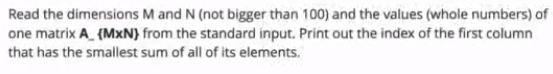 Read the dimensions M and N (not bigger than 100) and the values (whole numbers) of
one matrix A_ {MxN} from the standard input. Print out the index of the first column
that has the smallest sum of all of its elements.